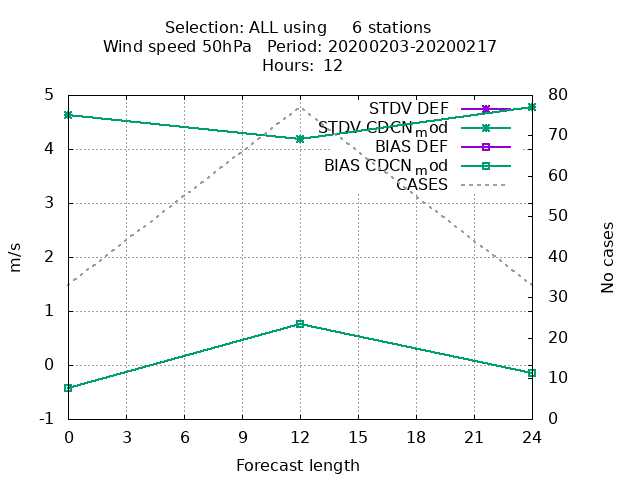 Selection: ALL using     6 stations
Wind speed 50hPa   Period: 20200203-20200217
Hours:  12
5
4
3
2
1
0
-1
80
70
60
50
40
30
20
10
0
STDV DEF
STDV CDCN_mod
BIAS DEF
BIAS CDCN_mod
CASES
m/s
No cases
0 3 6 9 12 15 18 21 24
Forecast length